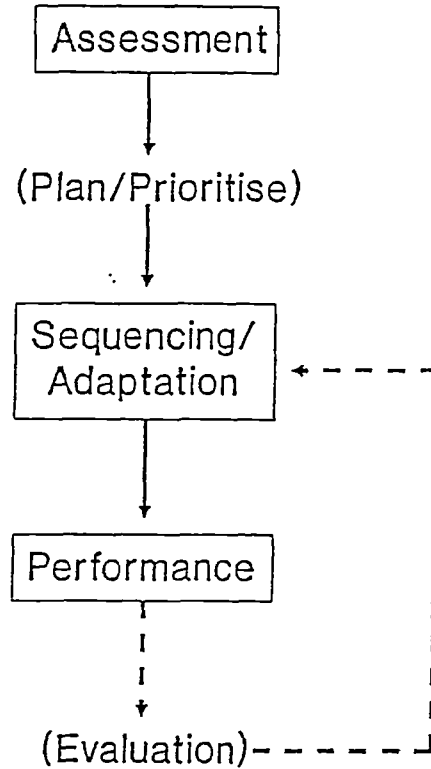 Assessment
(Plan/Prioritise)
Sequencing/
Adaptation
Performance
(Evaluation)